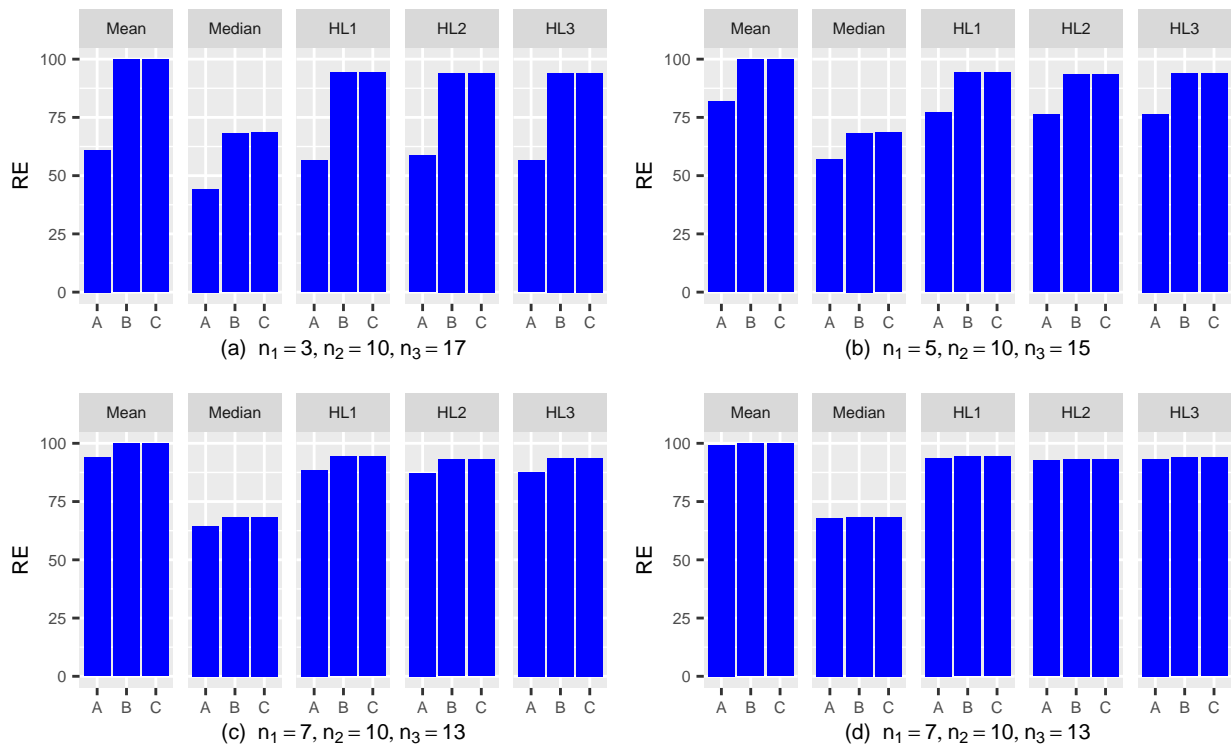 Mean Median HL1 HL2 HL3
100
75
50
25
0
RE
A B C A B C A B C A B C A B C
(a) n₁ = 3, n₂ = 10, n₃ = 17
Mean Median HL1 HL2 HL3
100
75
50
25
0
RE
A B C A B C A B C A B C A B C
(b) n₁ = 5, n₂ = 10, n₃ = 15
Mean Median HL1 HL2 HL3
100
75
50
25
0
RE
A B C A B C A B C A B C A B C
(c) n₁ = 7, n₂ = 10, n₃ = 13
Mean Median HL1 HL2 HL3
100
75
50
25
0
RE
A B C A B C A B C A B C A B C
(d) n₁ = 7, n₂ = 10, n₃ = 13